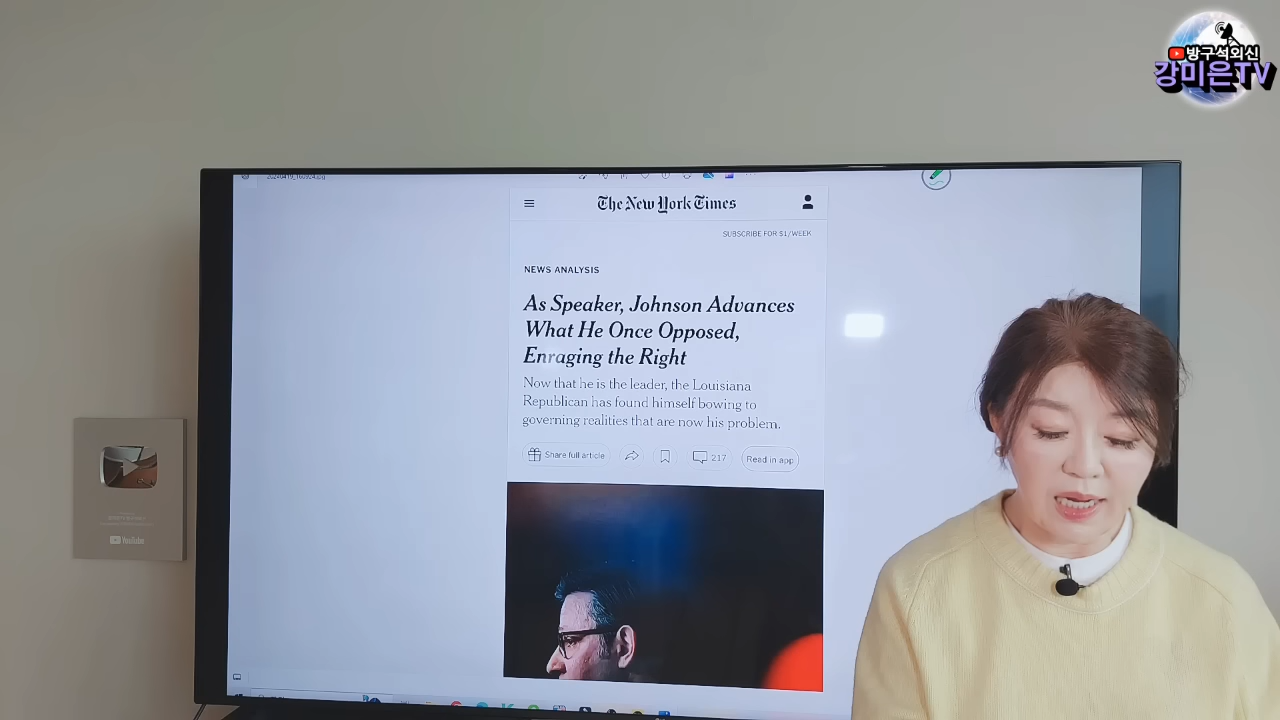 방구석외신
강미은TV
20240419_160924.jpg
The New York Times
SUBSCRIBE FOR $1/WEEK
NEWS ANALYSIS
As Speaker, Johnson Advances
What He Once Opposed,
Enraging the Right
Now that he is the leader, the Louisiana
Republican has found himself bowing to
governing realities that are now his problem.
Share full article
217
Read in app
YouTube